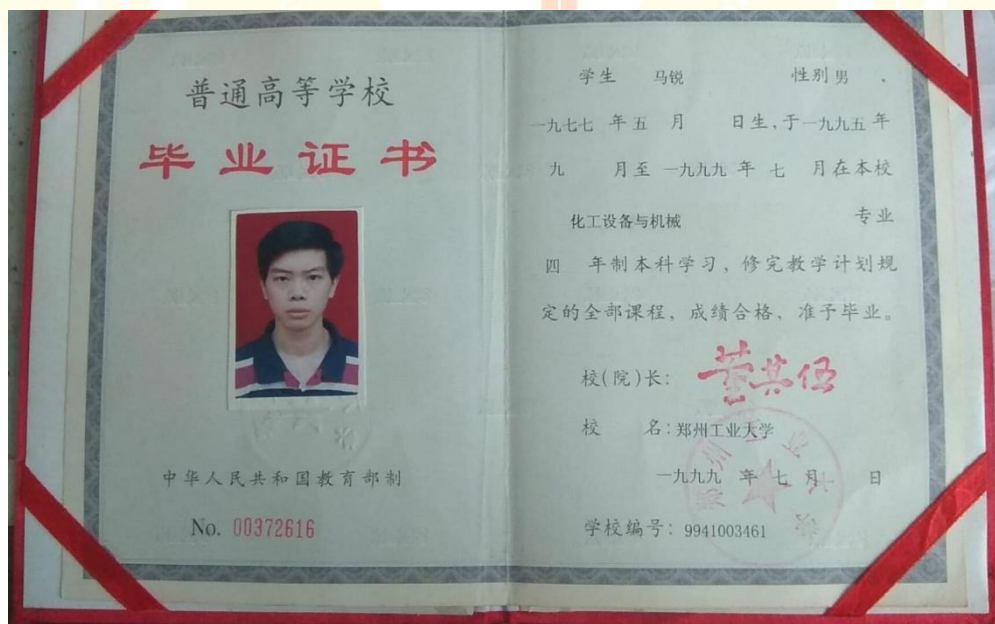 普通高等学校
毕业证书
中华人民共和国教育部制
No. 00372616
学生 马锐 性别 男 、
一九七七 年 五 月 日生,于一九九五 年
九 月至 一九九九 年 七 月在本校
化工设备与机械 专业
四 年制本科学习、修完教学计划规
定的全部课程、成绩合格、准予毕业。
校(院)长: 董其伍
校 名: 郑州工业大学
一九九九 年 七 月 日
学校编号: 9941003461